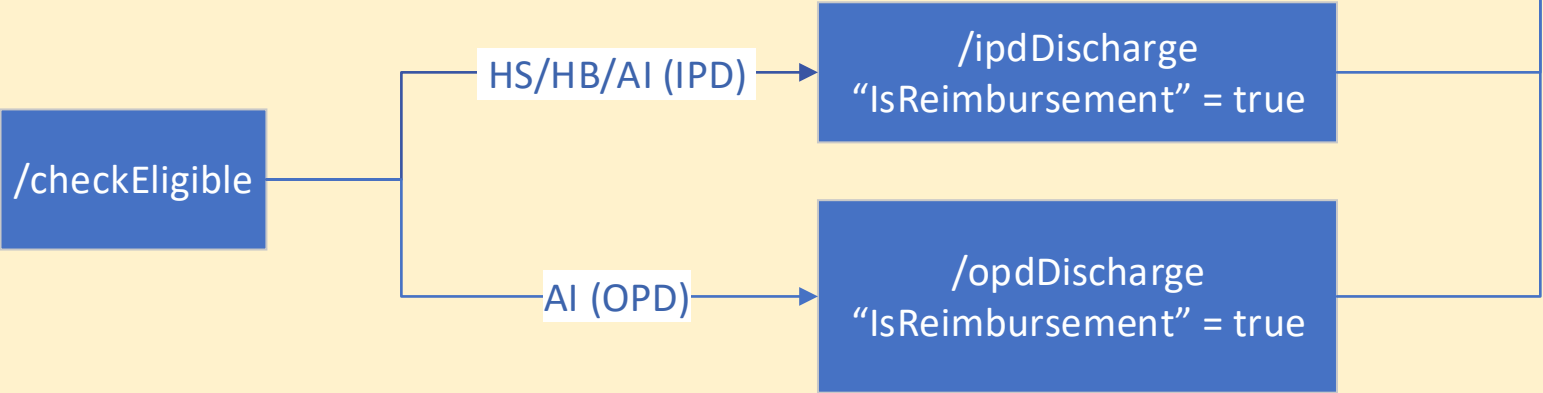 /checkEligible
HS/HB/AI (IPD)
/ipdDischarge
“IsReimbursement” = true
AI (OPD)
/opdDischarge
“IsReimbursement” = true